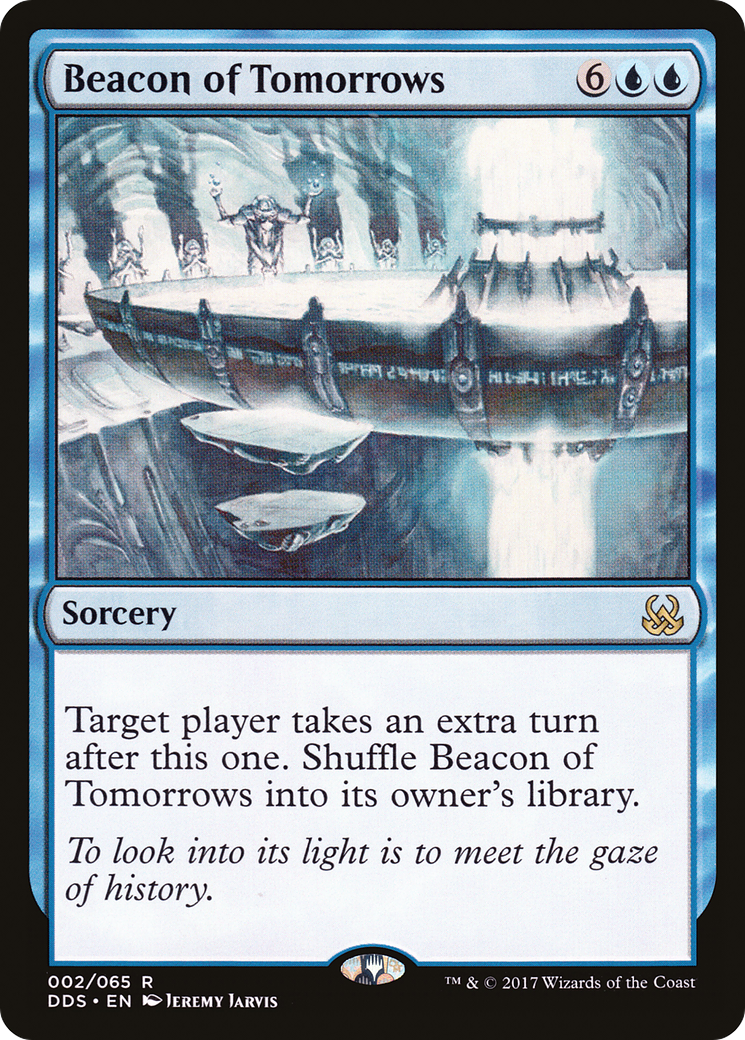 Beacon of Tomorrows 6
Sorcery
Target player takes an extra turn
after this one. Shuffle Beacon of
Tomorrows into its owner's library.
To look into its light is to meet the gaze
of history.
002/065 R
DDS • EN JEREMY JARVIS
™ & © 2017 Wizards of the Coast